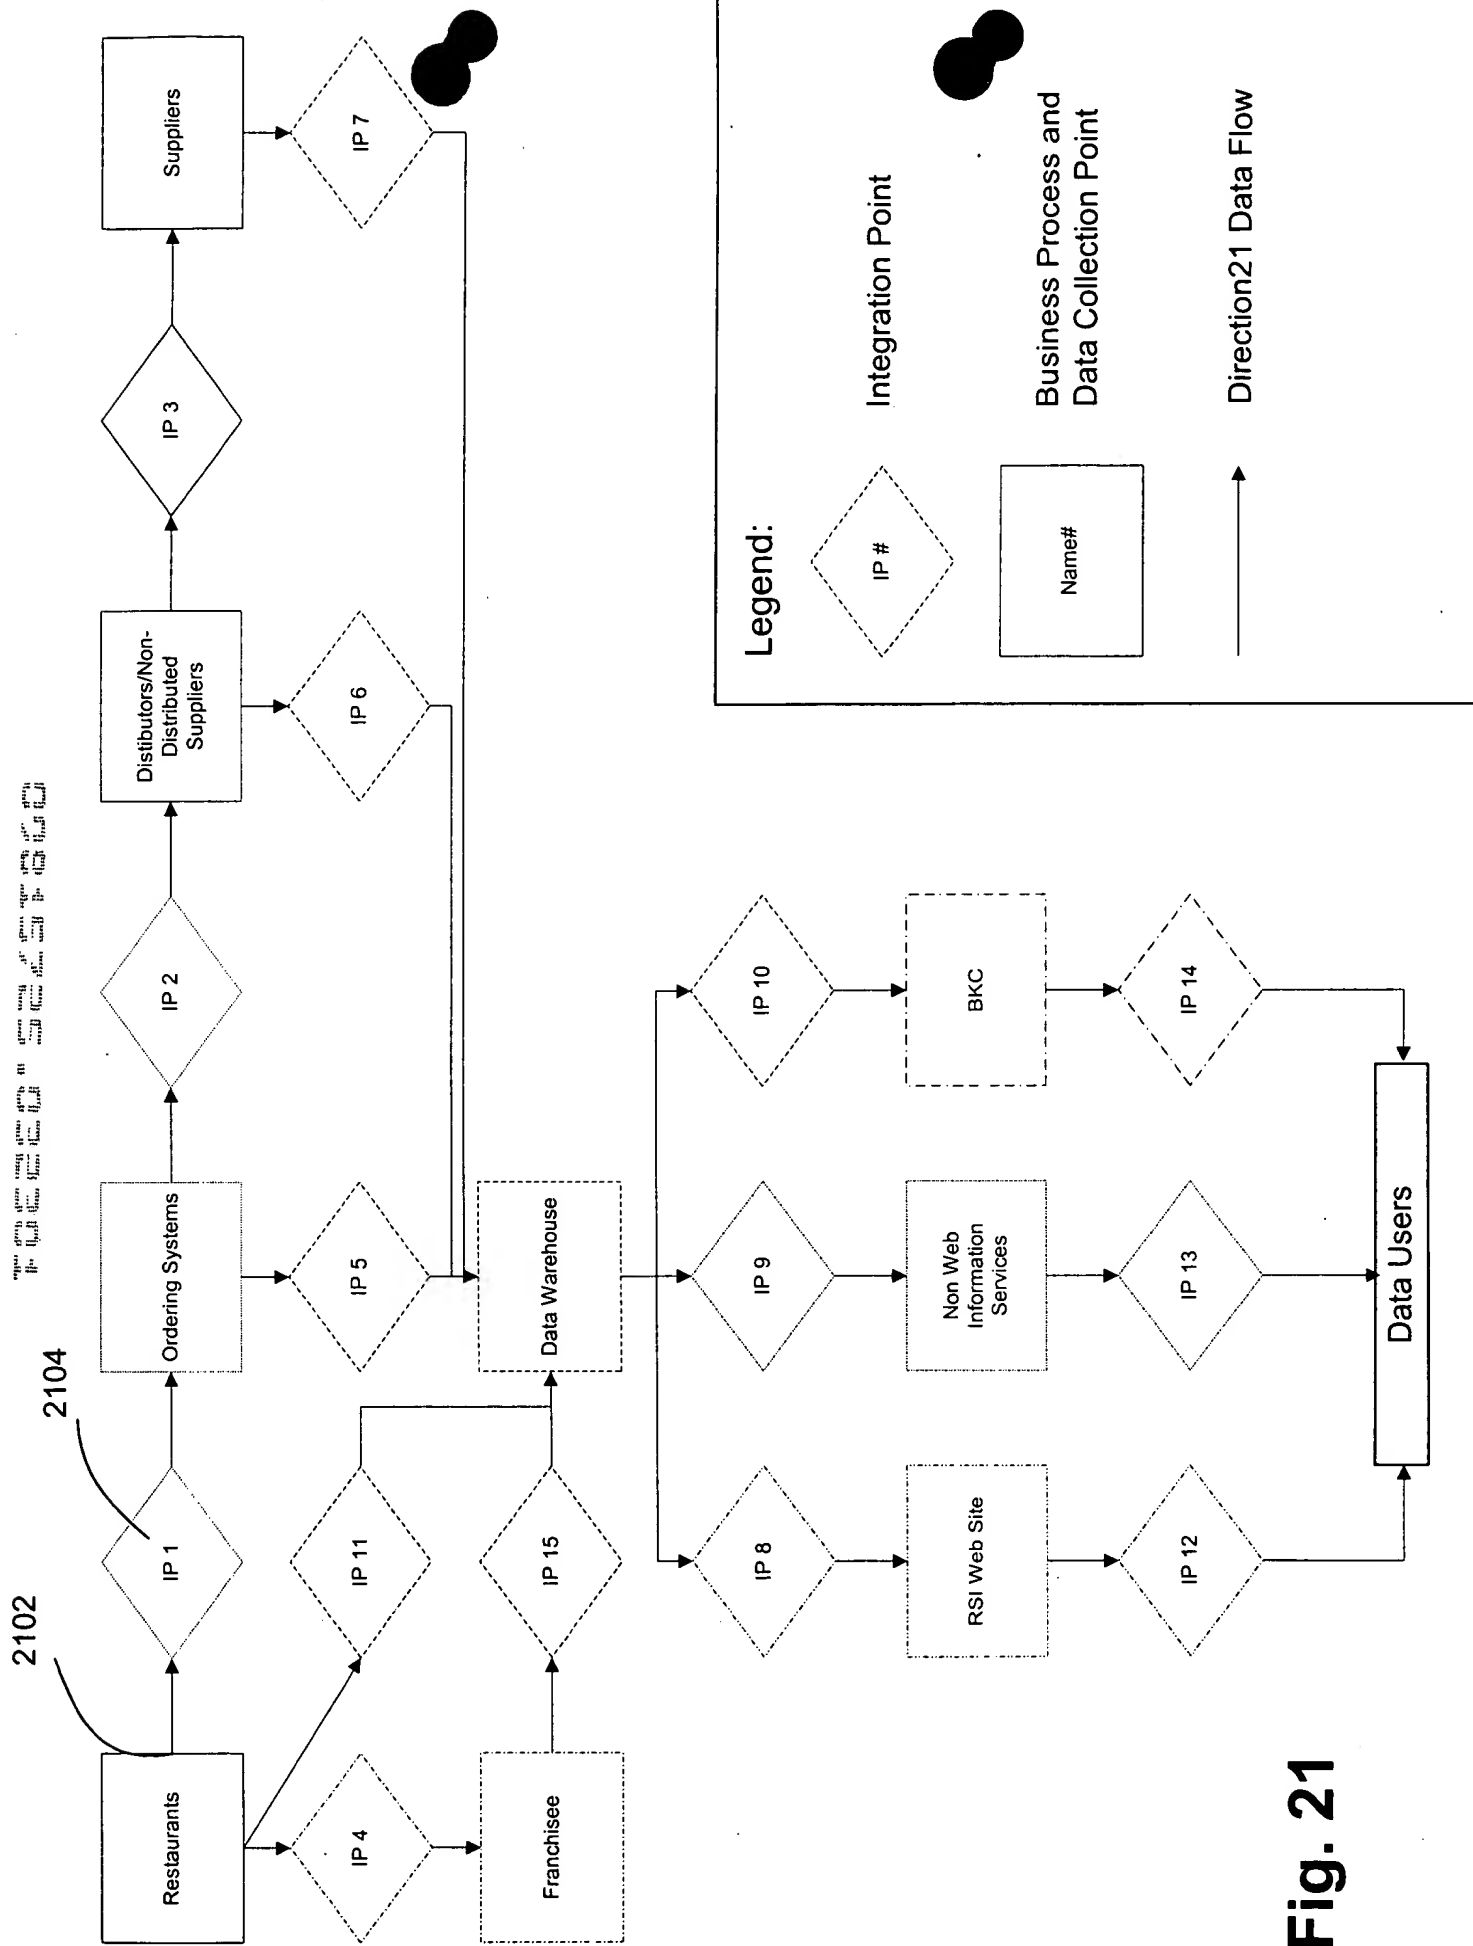 2102
2104
Restaurants
IP 1
Ordering Systems
IP 2
Distibutors/Non-
Distributed
Suppliers
IP 3
Suppliers
IP 4
IP 11
IP 5
IP 6
IP 7
Franchisee
IP 15
Data Warehouse
IP 8
IP 9
IP 10
RSI Web Site
Non Web
Information
Services
BKC
IP 12
IP 13
IP 14
Data Users
Legend:
IP #
Integration Point
Name#
Business Process and
Data Collection Point
Direction21 Data Flow
Fig. 21